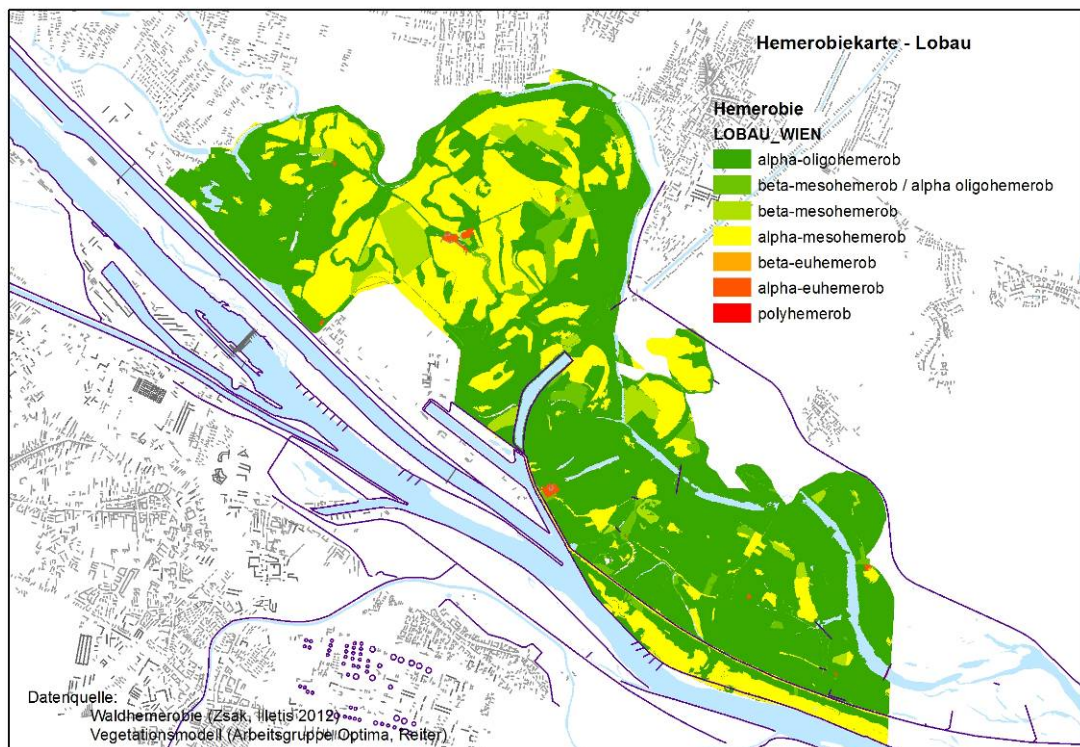 Hemerobiekarte - Lobau
Hemerobie
LOBAU_WIEN
alpha-oligohemerob
beta-mesohemerob / alpha oligohemerob
beta-mesohemerob
alpha-mesohemerob
beta-euhemerob
alpha-euhemerob
polyhemerob
Datenquelle:
Waldhemerobie (Zsak, Illetis 2012)
Vegetationsmodell (Arbeitsgruppe Optima, Reiter)